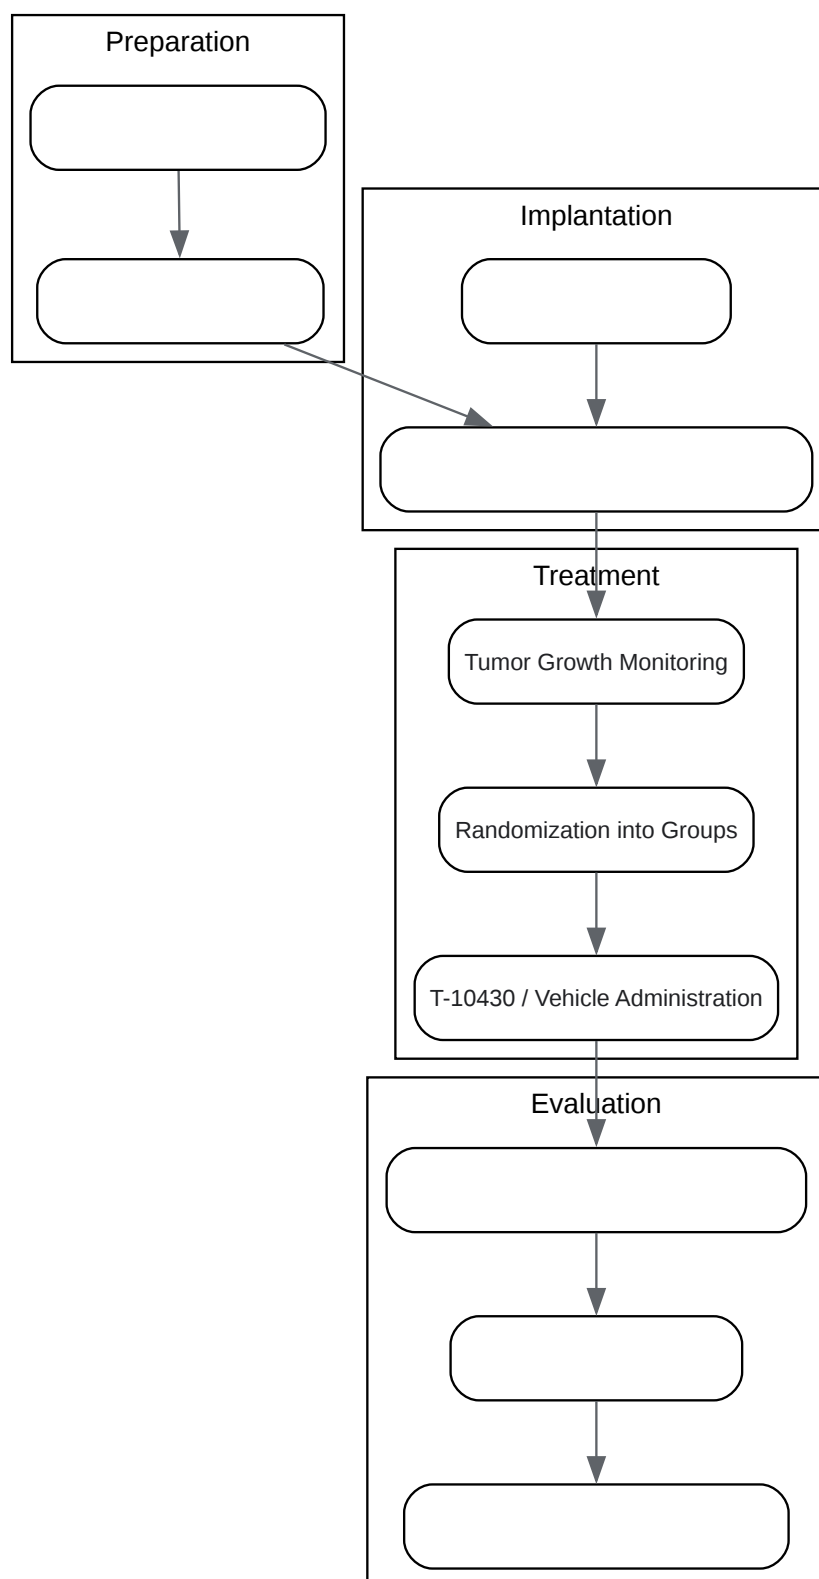 Preparation
Implantation
Treatment
Tumor Growth Monitoring
Randomization into Groups
T-10430 / Vehicle Administration
Evaluation